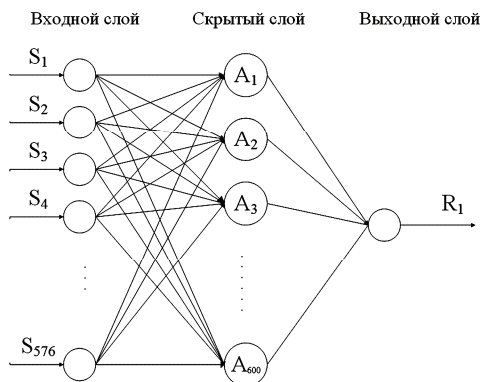 Входной слой Скрытый слой Выходной слой
S1
A1
S2
A2
S3
A3
S4
R1
S576
A600